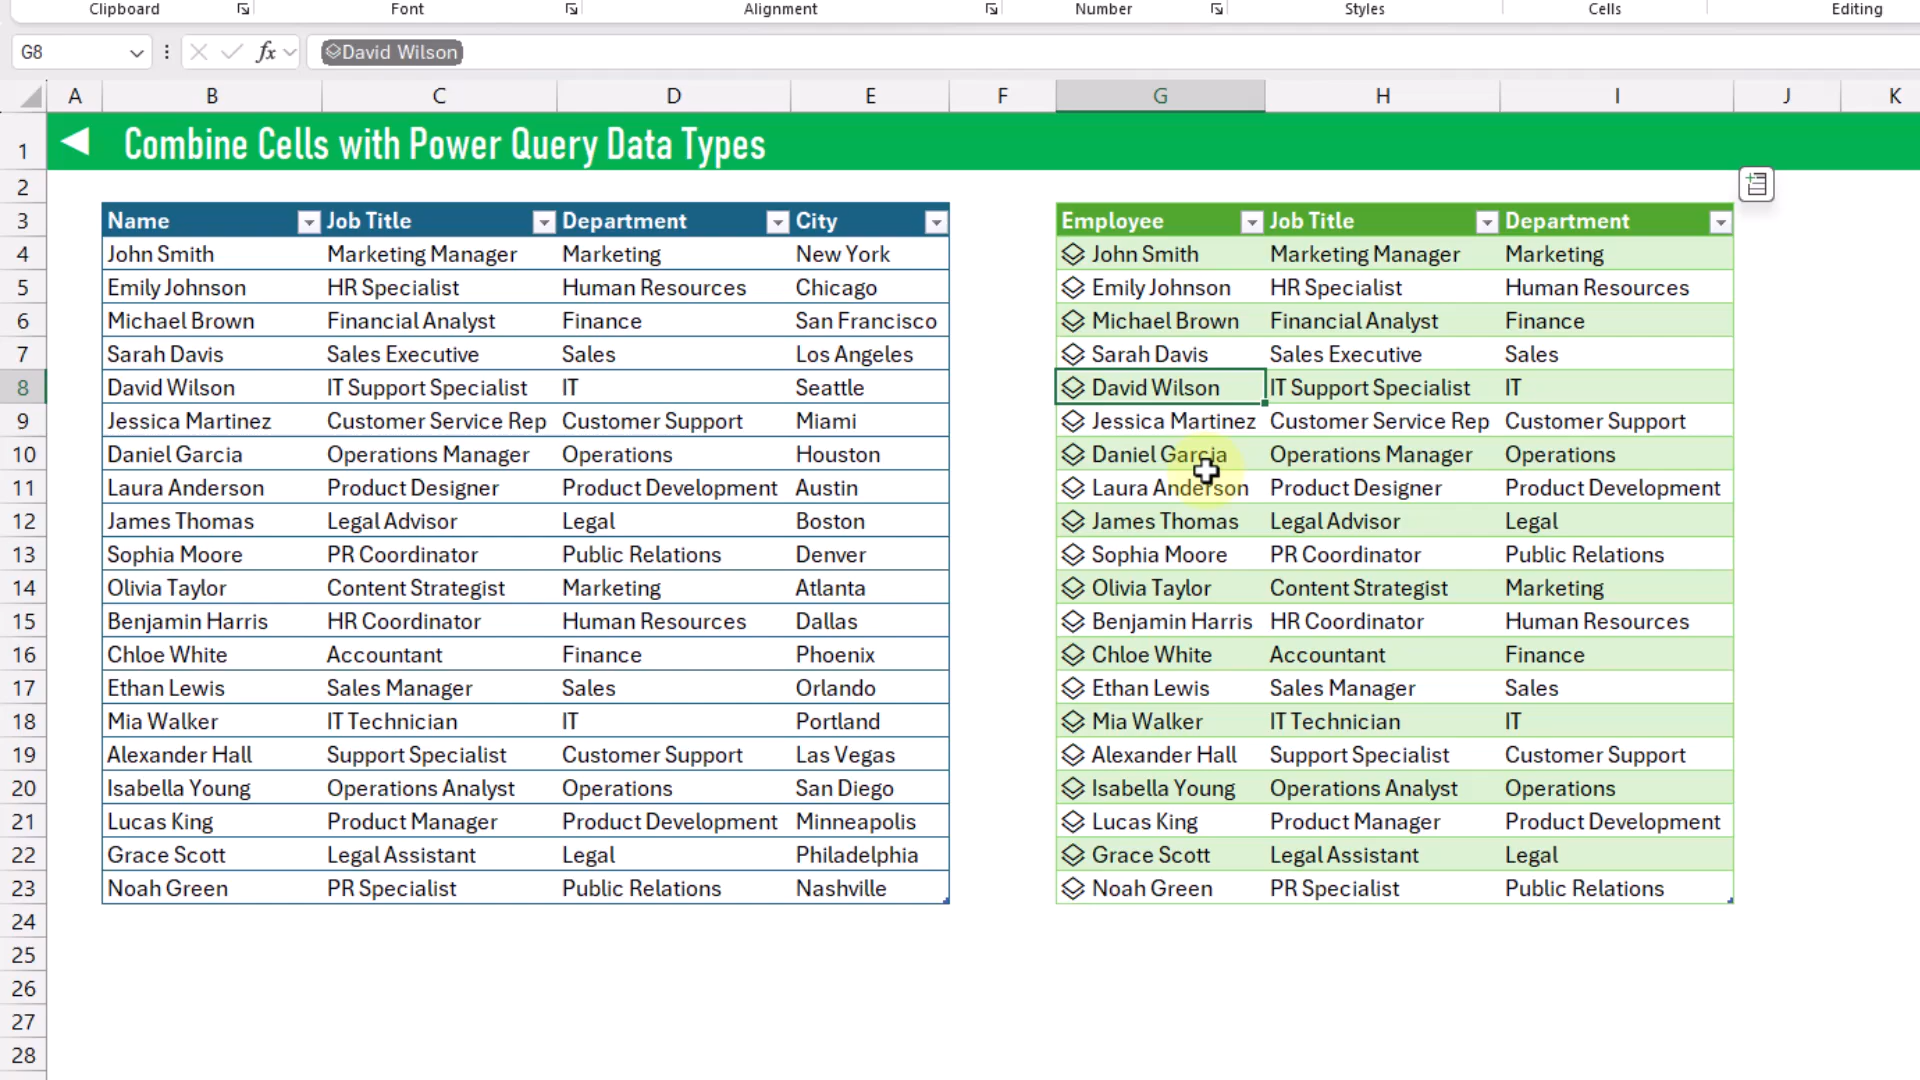 Clipboard Font Alignment Number Styles Cells Editing
G8 fx David Wilson
A B C D E F G H I J K
1 Combine Cells with Power Query Data Types
2
3 Name Job Title Department City Employee Job Title Department
4 John Smith Marketing Manager Marketing New York John Smith Marketing Manager Marketing
5 Emily Johnson HR Specialist Human Resources Chicago Emily Johnson HR Specialist Human Resources
6 Michael Brown Financial Analyst Finance San Francisco Michael Brown Financial Analyst Finance
7 Sarah Davis Sales Executive Sales Los Angeles Sarah Davis Sales Executive Sales
8 David Wilson IT Support Specialist IT Seattle David Wilson IT Support Specialist IT
9 Jessica Martinez Customer Service Rep Customer Support Miami Jessica Martinez Customer Service Rep Customer Support
10 Daniel Garcia Operations Manager Operations Houston Daniel Garcia Operations Manager Operations
11 Laura Anderson Product Designer Product Development Austin Laura Anderson Product Designer Product Development
12 James Thomas Legal Advisor Legal Boston James Thomas Legal Advisor Legal
13 Sophia Moore PR Coordinator Public Relations Denver Sophia Moore PR Coordinator Public Relations
14 Olivia Taylor Content Strategist Marketing Atlanta Olivia Taylor Content Strategist Marketing
15 Benjamin Harris HR Coordinator Human Resources Dallas Benjamin Harris HR Coordinator Human Resources
16 Chloe White Accountant Finance Phoenix Chloe White Accountant Finance
17 Ethan Lewis Sales Manager Sales Orlando Ethan Lewis Sales Manager Sales
18 Mia Walker IT Technician IT Portland Mia Walker IT Technician IT
19 Alexander Hall Support Specialist Customer Support Las Vegas Alexander Hall Support Specialist Customer Support
20 Isabella Young Operations Analyst Operations San Diego Isabella Young Operations Analyst Operations
21 Lucas King Product Manager Product Development Minneapolis Lucas King Product Manager Product Development
22 Grace Scott Legal Assistant Legal Philadelphia Grace Scott Legal Assistant Legal
23 Noah Green PR Specialist Public Relations Nashville Noah Green PR Specialist Public Relations
24
25
26
27
28